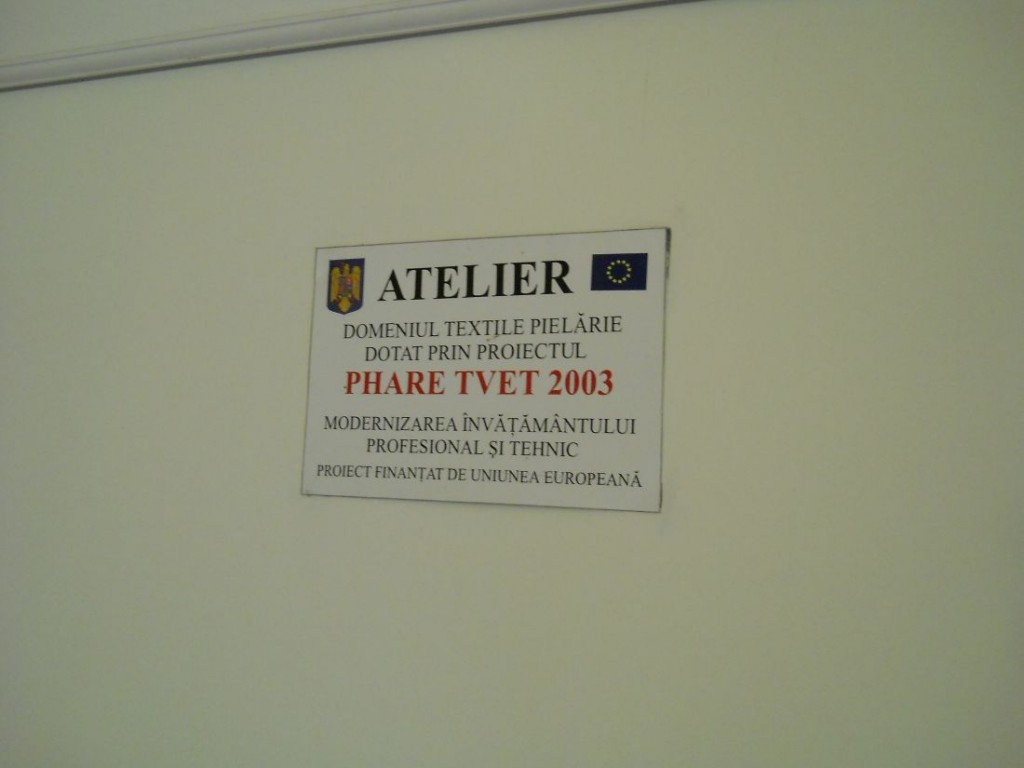 ATELIER
DOMENIUL TEXTILE PIELĂRIE
DOTAT PRIN PROIECTUL
PHARE TVET 2003
MODERNIZAREA ÎNVĂȚĂMÂNTULUI
PROFESIONAL ȘI TEHNIC
PROIECT FINANȚAT DE UNIUNEA EUROPEANĂ